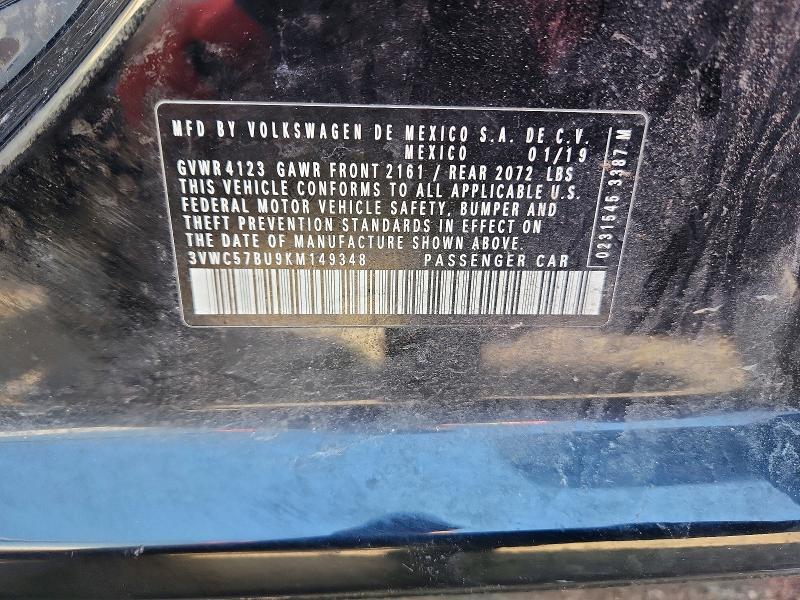 MFD BY VOLKSWAGEN DE MEXICO S.A. DE C.V.
MEXICO 01/19
GVWR 4123 GAWR FRONT 2161 / REAR 2072 LBS
THIS VEHICLE CONFORMS TO ALL APPLICABLE U.S.
FEDERAL MOTOR VEHICLE SAFETY, BUMPER AND
THEFT PREVENTION STANDARDS IN EFFECT ON
THE DATE OF MANUFACTURE SHOWN ABOVE.
3VWC57BU9KM149348 PASSENGER CAR
0231545 3387 M